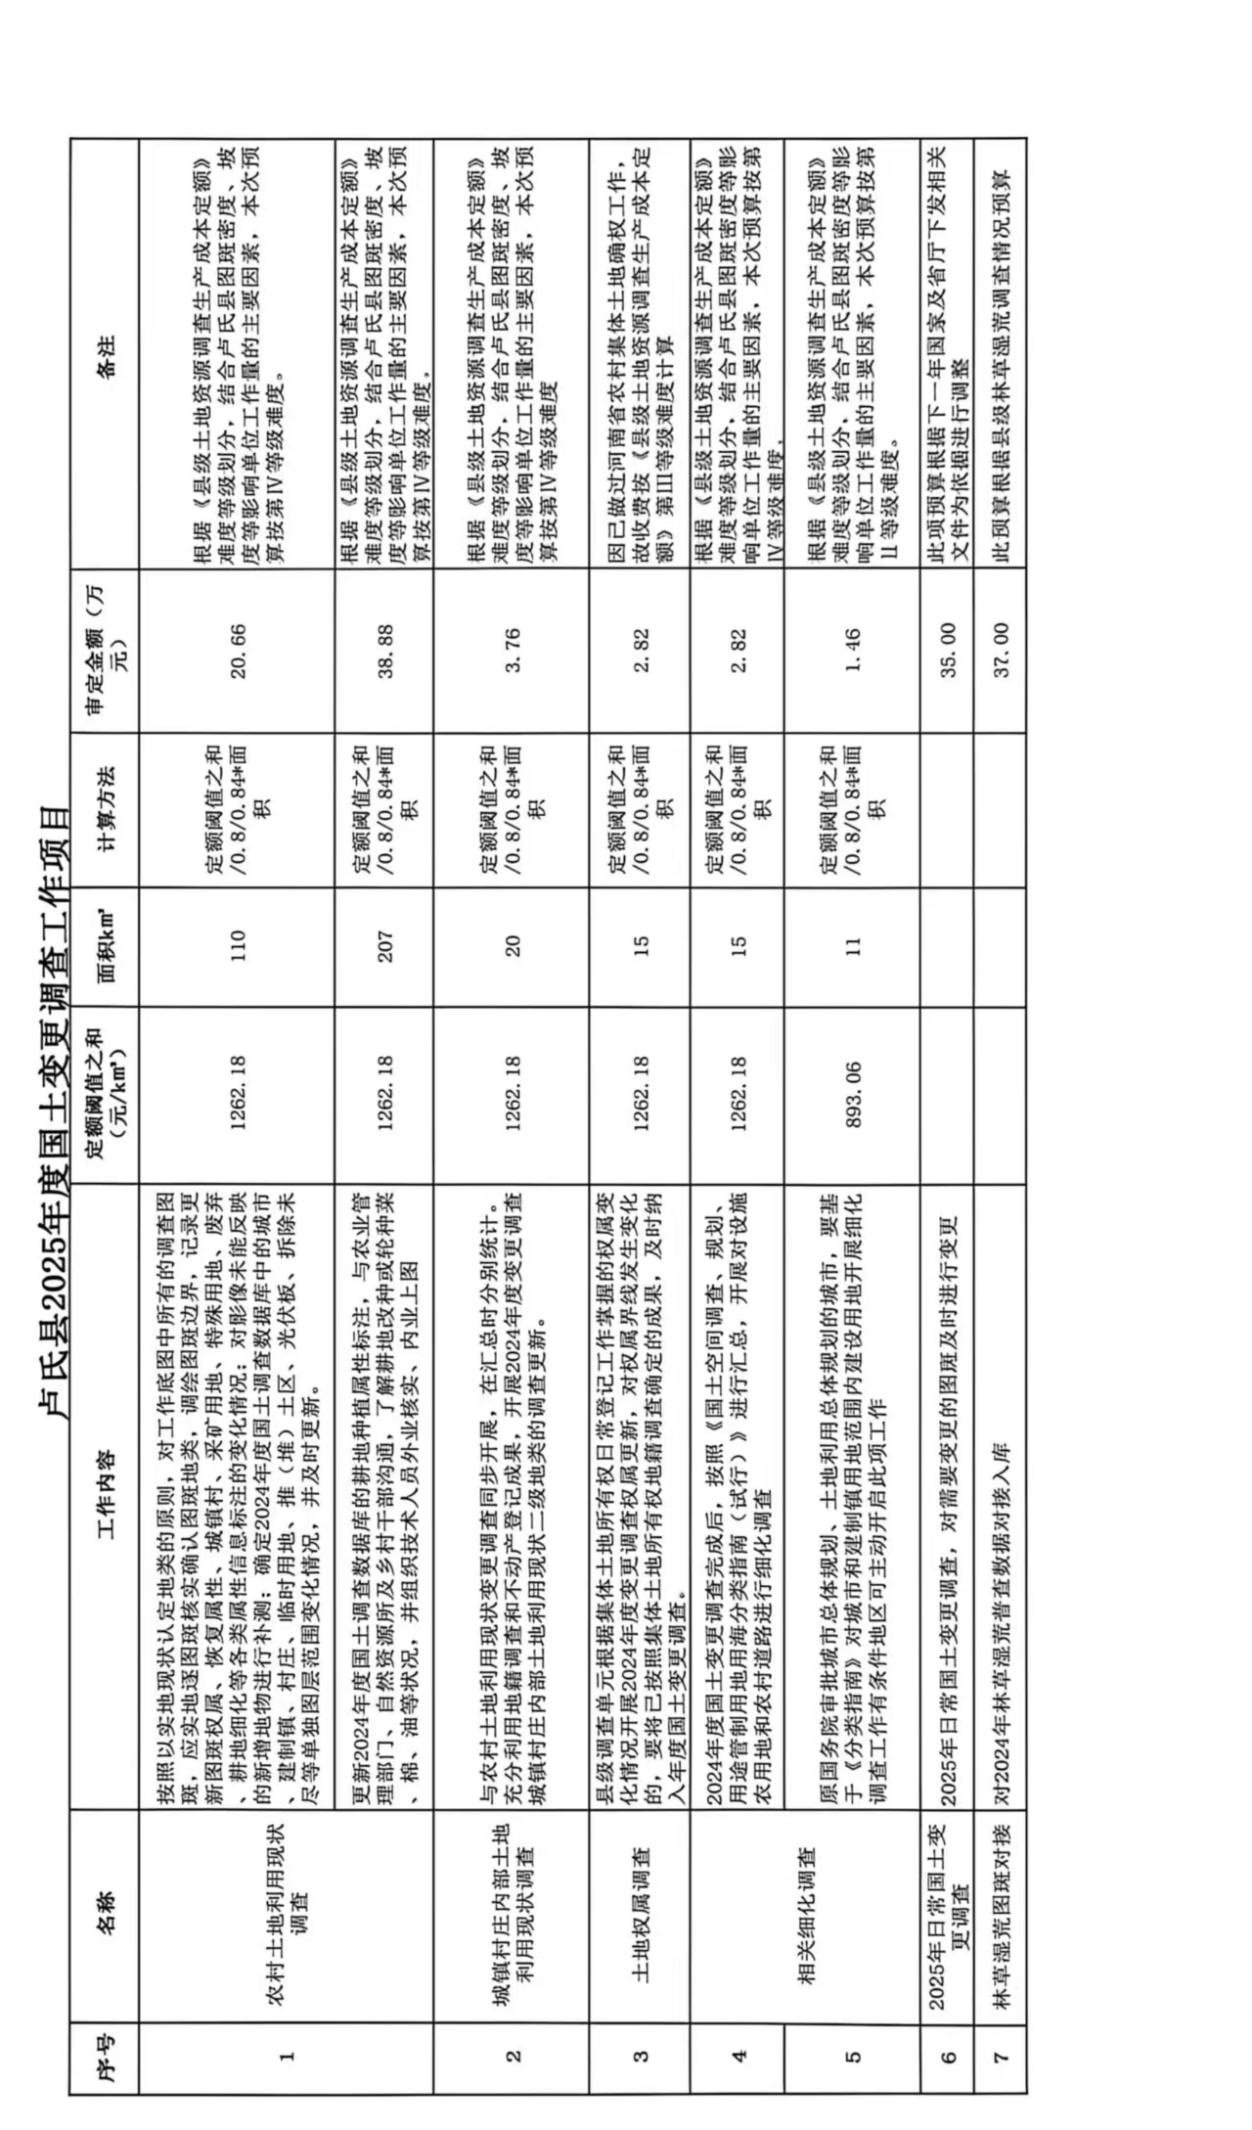 卢氏县2025年度国土变更调查工作项目
序号
名称
工作内容
定额阈值之和
（元/km²）
面积km²
计算方法
审定金额（万
元）
备注
1
农村土地利用现状
调查
按照以实地现状认定地类的原则，对工作底图中所有的调查图
斑，应实地逐图斑核实确认图斑地类，调绘图斑边界，记录更
新图斑权属、恢复属性、城镇村、采矿用地、特殊用地、废弃
、耕地细化等各类属性信息标注的变化情况；对影像未能反映
的新增地物进行补测；确定2024年度国土调查数据库中的城市
、建制镇、村庄、临时用地、推（堆）土区、光伏板、拆除未
尽等单独图层范围变化情况，并及时更新。
1262.18
110
定额阈值之和
/0.8/0.84*面
积
20.66
根据《县级土地资源调查生产成本定额》
难度等级划分，结合卢氏县图斑密度、坡
度等影响单位工作量的主要因素，本次预
算按第Ⅳ等级难度。
更新2024年度国土调查数据库的耕地种植属性标注，与农业管
理部门、自然资源所及乡村干部沟通，了解耕地改种或轮种菜
、棉、油等状况，并组织技术人员外业核实、内业上图
1262.18
207
定额阈值之和
/0.8/0.84*面
积
38.88
根据《县级土地资源调查生产成本定额》
难度等级划分，结合卢氏县图斑密度、坡
度等影响单位工作量的主要因素，本次预
算按第Ⅳ等级难度。
2
城镇村庄内部土地
利用现状调查
与农村土地利用现状变更调查同步开展，在汇总时分别统计。
充分利用地籍调查和不动产登记成果，开展2024年度变更调查
城镇村庄内部土地利用现状二级地类的调查更新。
1262.18
20
定额阈值之和
/0.8/0.84*面
积
3.76
根据《县级土地资源调查生产成本定额》
难度等级划分，结合卢氏县图斑密度、坡
度等影响单位工作量的主要因素，本次预
算按第Ⅳ等级难度
3
土地权属调查
县级调查单元根据集体土地所有权日常登记工作掌握的权属变
化情况开展2024年度变更调查权属更新，对权属界线发生变化
的，要将已按照集体土地所有权地籍调查确定的成果，及时纳
入年度国土变更调查。
1262.18
15
定额阈值之和
/0.8/0.84*面
积
2.82
因已做过河南省农村集体土地确权工作，
故收费按《县级土地资源调查生产成本定
额》第Ⅲ等级难度计算
4
相关细化调查
2024年度国土变更调查完成后，按照《国土空间调查、规划、
用途管制用地用海分类指南（试行）》进行汇总，开展对设施
农用地和农村道路进行细化调查
1262.18
15
定额阈值之和
/0.8/0.84*面
积
2.82
根据《县级土地资源调查生产成本定额》
难度等级划分，结合卢氏县图斑密度等影
响单位工作量的主要因素，本次预算按第
Ⅳ等级难度。
5
原国务院审批城市总体规划、土地利用总体规划的城市，要基
于《分类指南》对城市和建制镇用地范围内建设用地开展细化
调查工作有条件地区可主动开启此项工作
893.06
11
定额阈值之和
/0.8/0.84*面
积
1.46
根据《县级土地资源调查生产成本定额》
难度等级划分、结合卢氏县图斑密度等影
响单位工作量的主要因素，本次预算按第
Ⅱ等级难度。
6
2025年日常国土变
更调查
2025年日常国土变更调查，对需要变更的图斑及时进行变更
35.00
此项预算根据下一年国家及省厅下发相关
文件为依据进行调整
7
林草湿荒图斑对接
对2024年林草湿荒普查数据对接入库
37.00
此预算根据县级林草湿荒调查情况预算